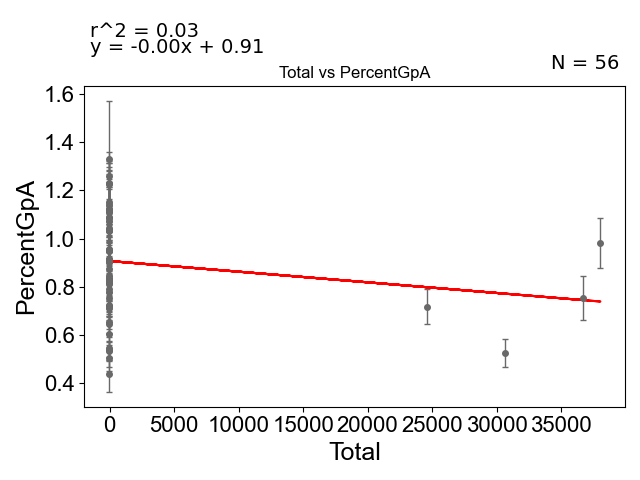 r^2 = 0.03
y = -0.00x + 0.91
N = 56
Total vs PercentGpA
1.6
1.4
1.2
1.0
0.8
0.6
0.4
PercentGpA
0 5000 10000 15000 20000 25000 30000 35000
Total